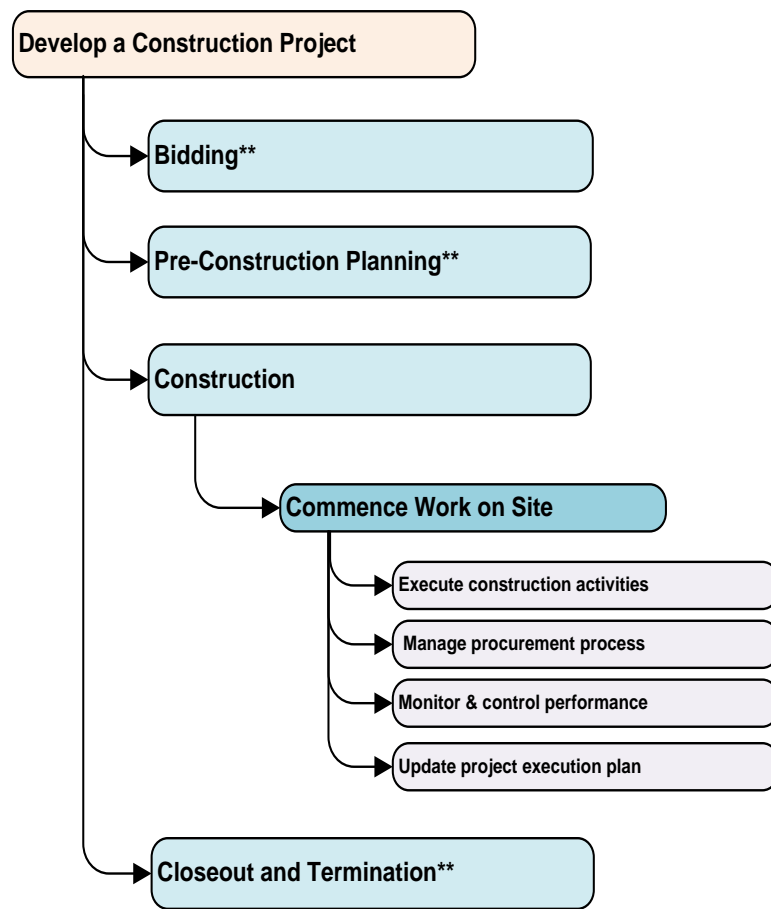 Develop a Construction Project
Bidding**
Pre-Construction Planning**
Construction
Commence Work on Site
Execute construction activities
Manage procurement process
Monitor & control performance
Update project execution plan
Closeout and Termination**